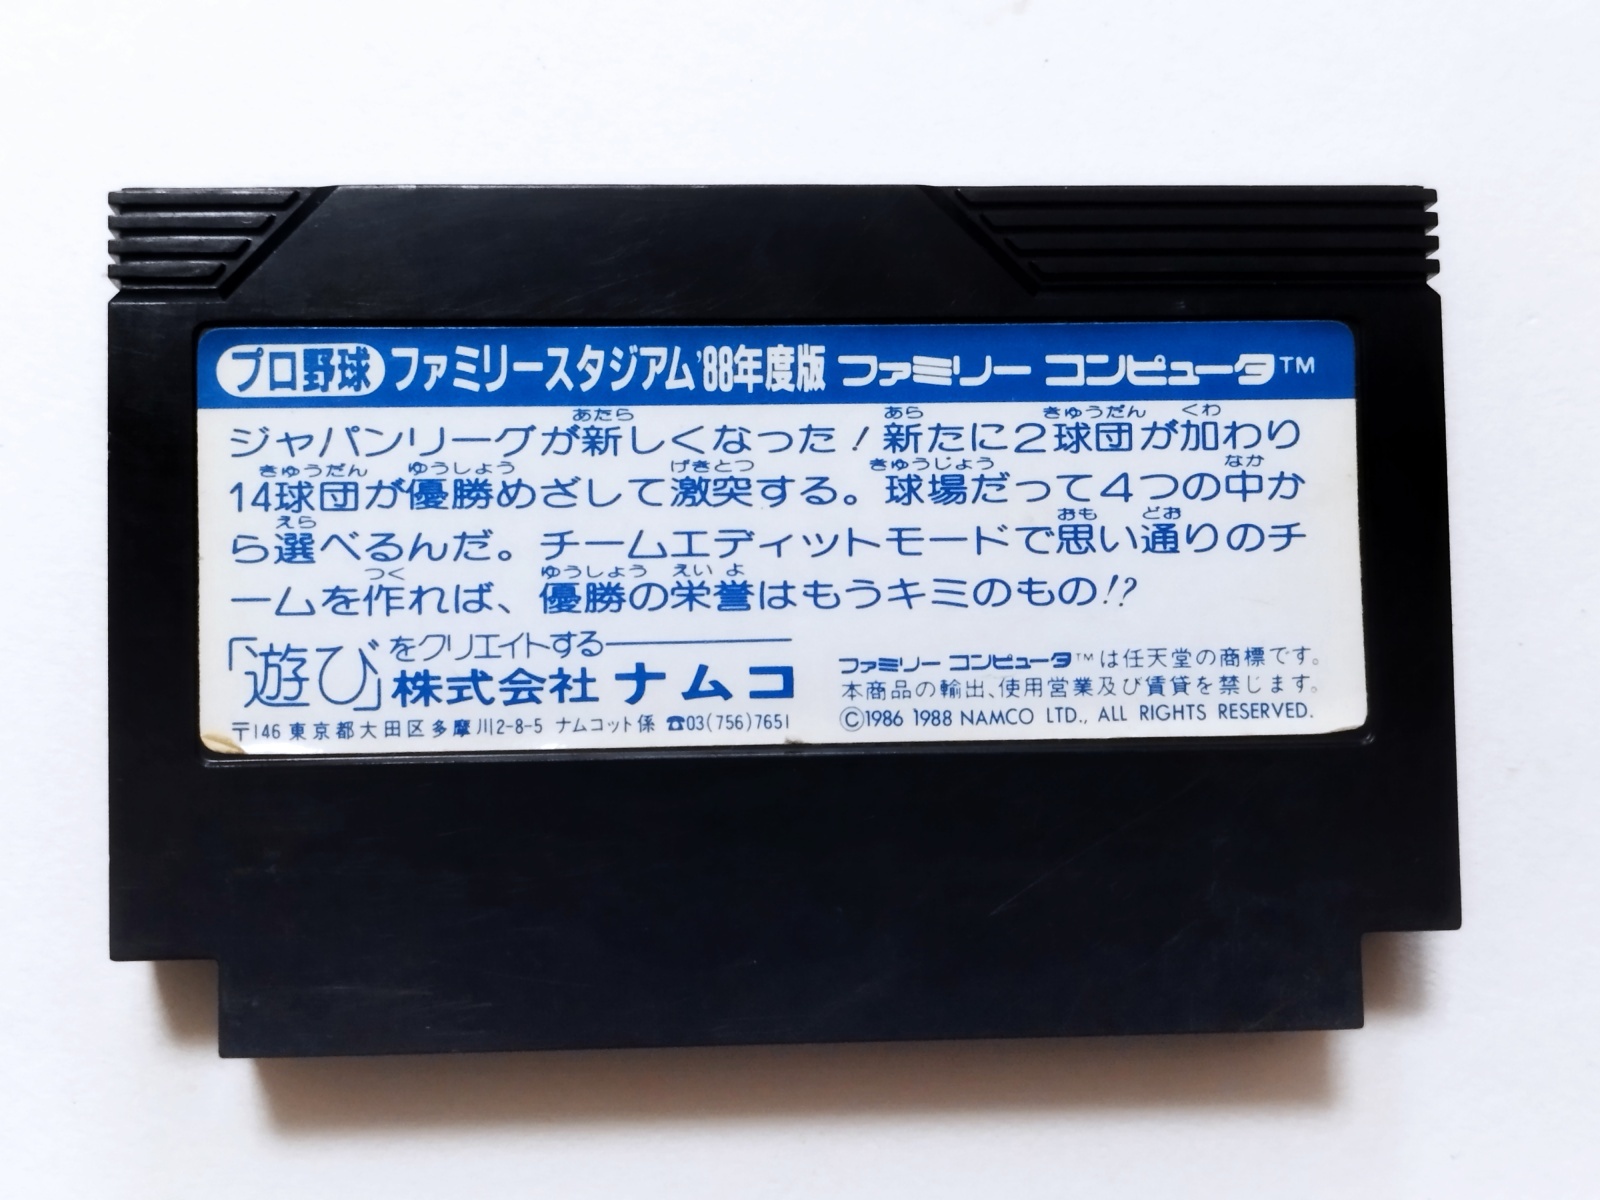 プロ野球 ファミリースタジアム'88年度版 ファミリー コンピュータTM
あたら あら きゅうだん くわ
ジャパンリーグが新しくなった!新たに2球団が加わり
きゅうだん ゆうしょう げきとつ きゅうじょう なか
14球団が優勝めざして激突する。球場だって4つの中か
えら おも どお
ら選べるんだ。チームエディットモードで思い通りのチ
つく ゆうしょう えい よ
ームを作れば、優勝の栄誉はもうキミのもの!?
「遊び」をクリエイトする
株式会社 ナムコ
〒146 東京都大田区多摩川2-8-5 ナムコット係 ☎03(756)7651
ファミリー コンピュータTMは任天堂の商標です。
本商品の輸出、使用営業及び賃貸を禁じます。
©1986 1988 NAMCO LTD., ALL RIGHTS RESERVED.